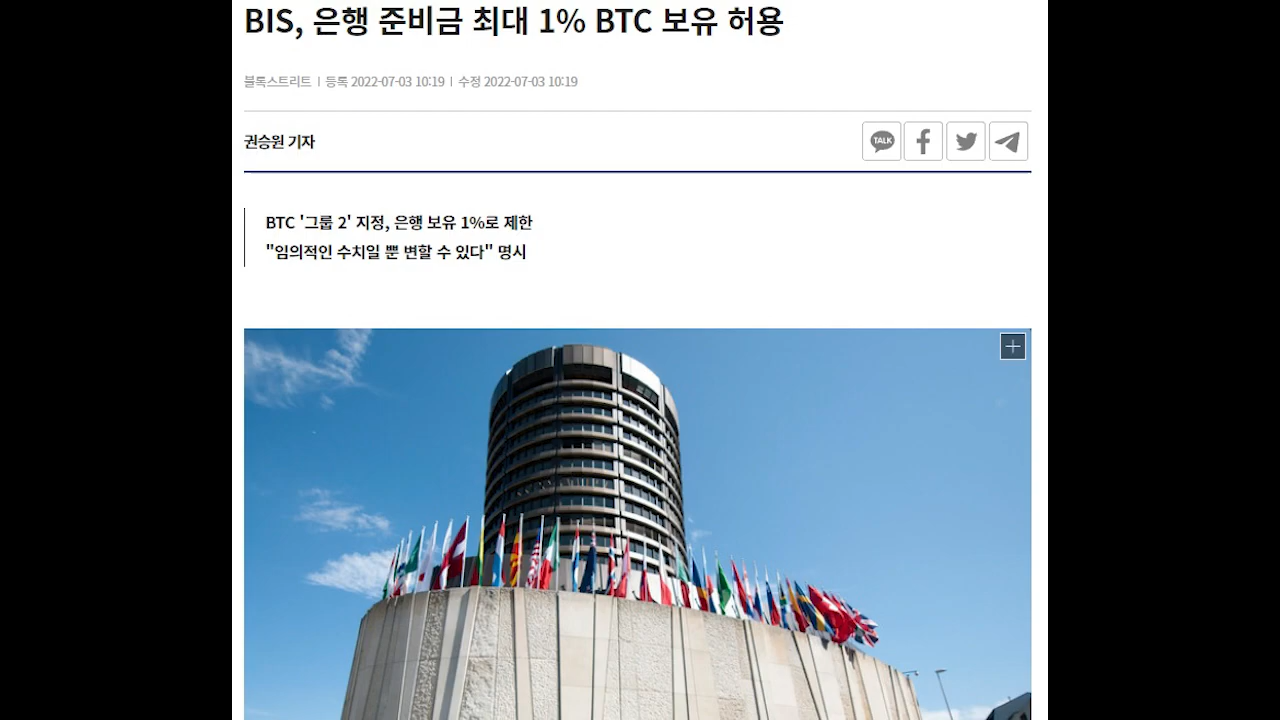 BIS, 은행 준비금 최대 1% BTC 보유 허용
블록스트리트 | 등록 2022-07-03 10:19 | 수정 2022-07-03 10:19
권승원 기자
TALK
BTC '그룹 2' 지정, 은행 보유 1%로 제한
"임의적인 수치일 뿐 변할 수 있다" 명시